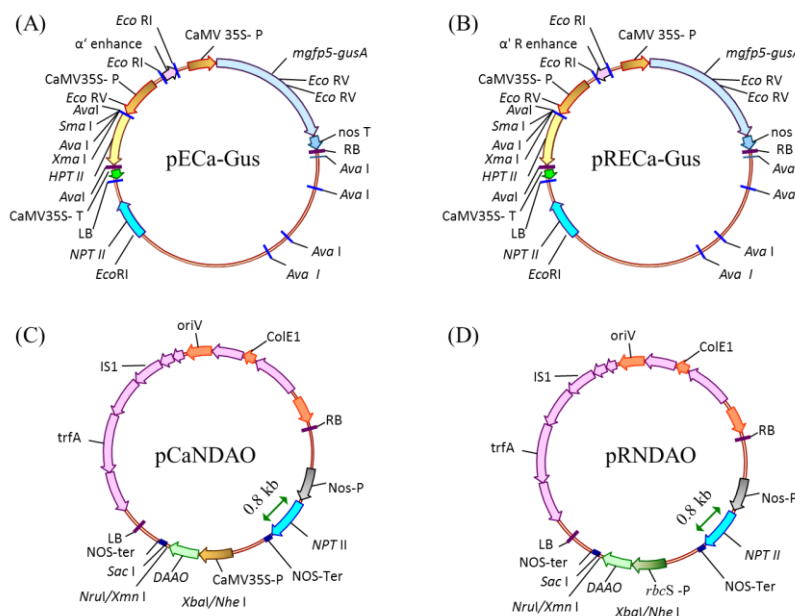 (A)
Eco RI
α' enhance
CaMV 35S- P
Eco RI
mgfp5-gusA
CaMV35S- P
Eco RV
Eco RV
Eco RV
AvaI
Sma I
Ava I
Xma I
HPT II
AvaI
CaMV35S- T
LB
NPT II
EcoRI
pECa-Gus
nos T
RB
Ava I
Ava I
Ava I
Ava I
(B)
Eco RI
α' R enhance
CaMV 35S- P
Eco RI
mgfp5-gusA
CaMV35S- P
Eco RV
Eco RV
Eco RV
AvaI
Sma I
Ava I
Xma I
HPT II
AvaI
CaMV35S- T
LB
NPT II
EcoRI
pRECa-Gus
nos T
RB
Ava I
Ava I
Ava I
Ava I
(C)
oriV
ColE1
IS1
trfA
RB
pCaNDAO
Nos-P
0.8 kb
LB
NOS-ter
Sac I
NruI/Xmn I
DAAO
XbaI/Nhe I
CaMV35S-P
NOS-Ter
NPT II
(D)
oriV
ColE1
IS1
trfA
RB
pRNDAO
Nos-P
0.8 kb
LB
NOS-ter
Sac I
NruI/Xmn I
DAAO
rbcS -P
XbaI/Nhe I
NOS-Ter
NPT II